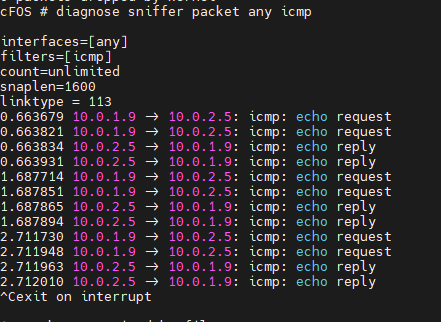 cFOS # diagnose sniffer packet any icmp
interfaces=[any]
filters=[icmp]
count=unlimited
snaplen=1600
linktype = 113
0.663679 10.0.1.9 -> 10.0.2.5: icmp: echo request
0.663821 10.0.1.9 -> 10.0.2.5: icmp: echo request
0.663834 10.0.2.5 -> 10.0.1.9: icmp: echo reply
0.663931 10.0.2.5 -> 10.0.1.9: icmp: echo reply
1.687714 10.0.1.9 -> 10.0.2.5: icmp: echo request
1.687851 10.0.1.9 -> 10.0.2.5: icmp: echo request
1.687865 10.0.2.5 -> 10.0.1.9: icmp: echo reply
1.687894 10.0.2.5 -> 10.0.1.9: icmp: echo reply
2.711730 10.0.1.9 -> 10.0.2.5: icmp: echo request
2.711948 10.0.1.9 -> 10.0.2.5: icmp: echo request
2.711963 10.0.2.5 -> 10.0.1.9: icmp: echo reply
2.712010 10.0.2.5 -> 10.0.1.9: icmp: echo reply
^Cexit on interrupt